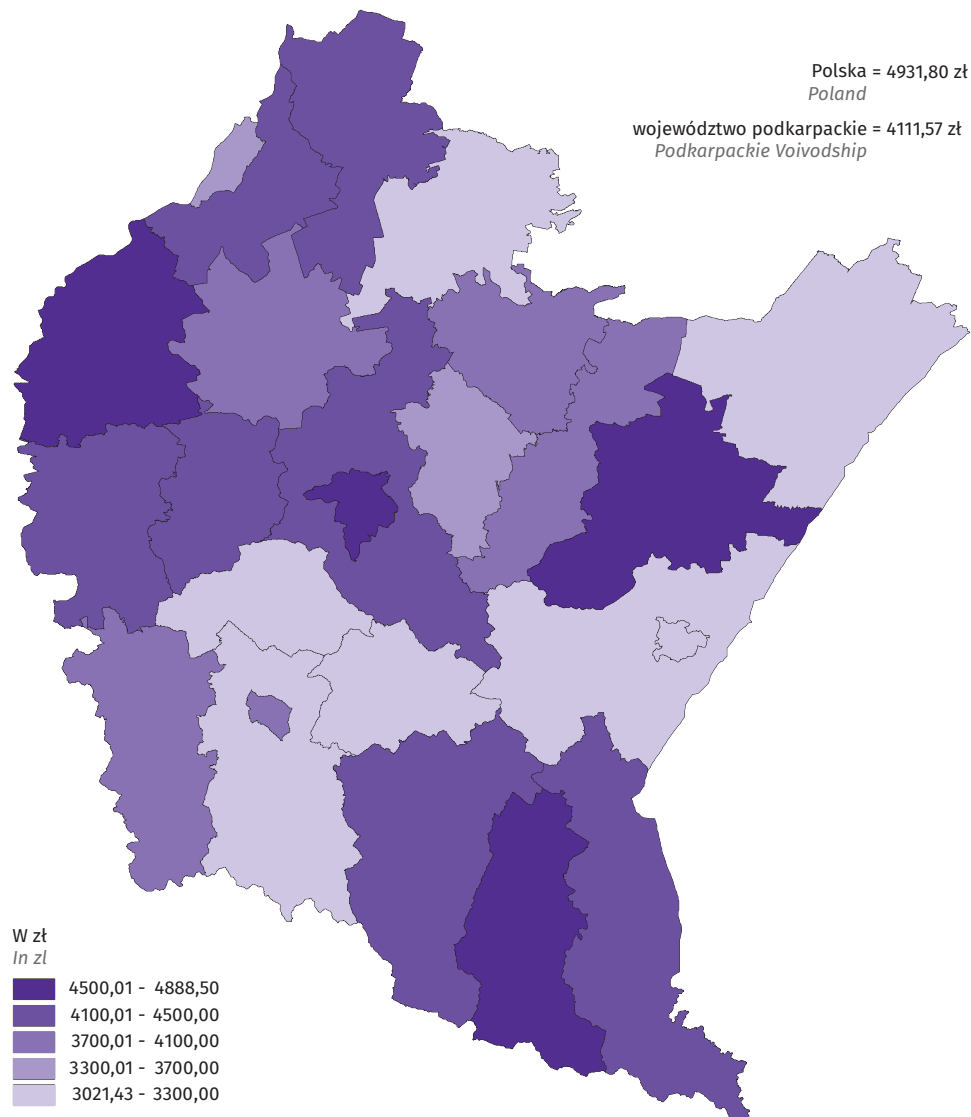 Polska = 4931,80 zł
Poland
województwo podkarpackie = 4111,57 zł
Podkarpackie Voivodship
W zł
In zl
4500,01 - 4888,50
4100,01 - 4500,00
3700,01 - 4100,00
3300,01 - 3700,00
3021,43 - 3300,00